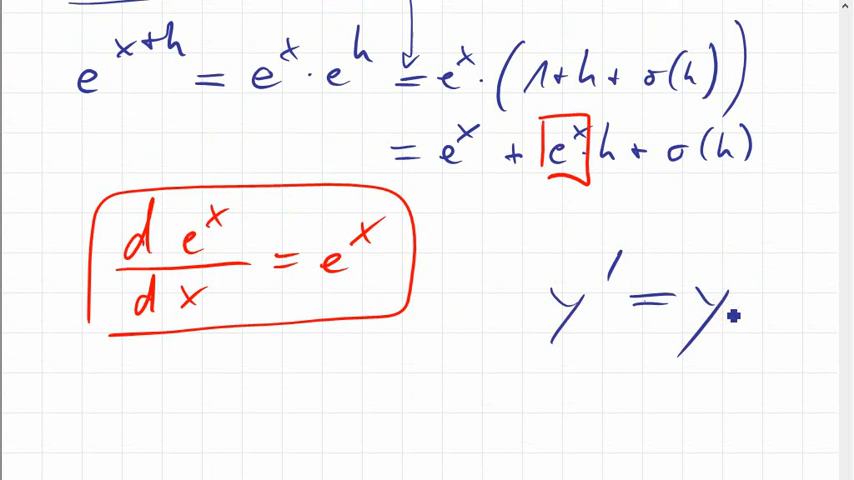 e^{x+h} = e^x · e^h = e^x · (1+h + o(h))
= e^x + e^x · h + o(h)
d e^x / d x = e^x
y' = y